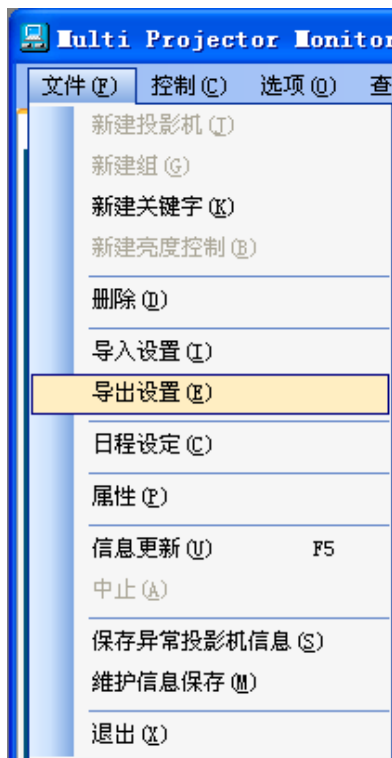 Multi Projector Monitor
文件(F) 控制(C) 选项(O) 查
新建投影机(J)
新建组(G)
新建关键字(K)
新建亮度控制(B)
删除(D)
导入设置(I)
导出设置(E)
日程设定(C)
属性(P)
信息更新(U) F5
中止(A)
保存异常投影机信息(S)
维护信息保存(M)
退出(X)